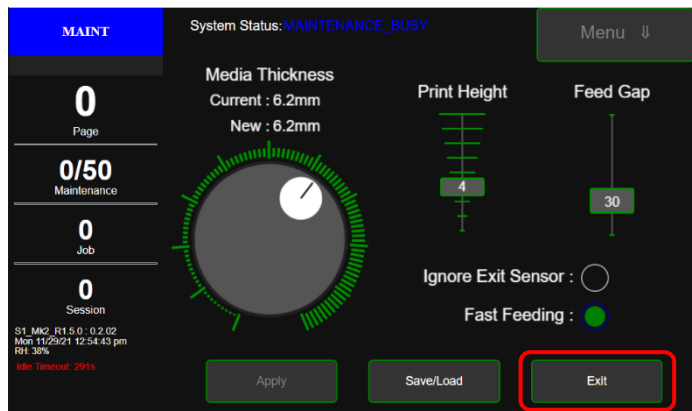 MAINT
System Status:MAINTENANCE_BUSY
Menu ⇓
0
Page
0/50
Maintenance
0
Job
0
Session
S1_Mk2_R1.5.0 : 0.2.02
Mon 11/29/21 12:54:43 pm
RH: 38%
Idle Timeout: 291s
Media Thickness
Current : 6.2mm
New : 6.2mm
Print Height
4
Feed Gap
30
Ignore Exit Sensor :
Fast Feeding :
Apply
Save/Load
Exit